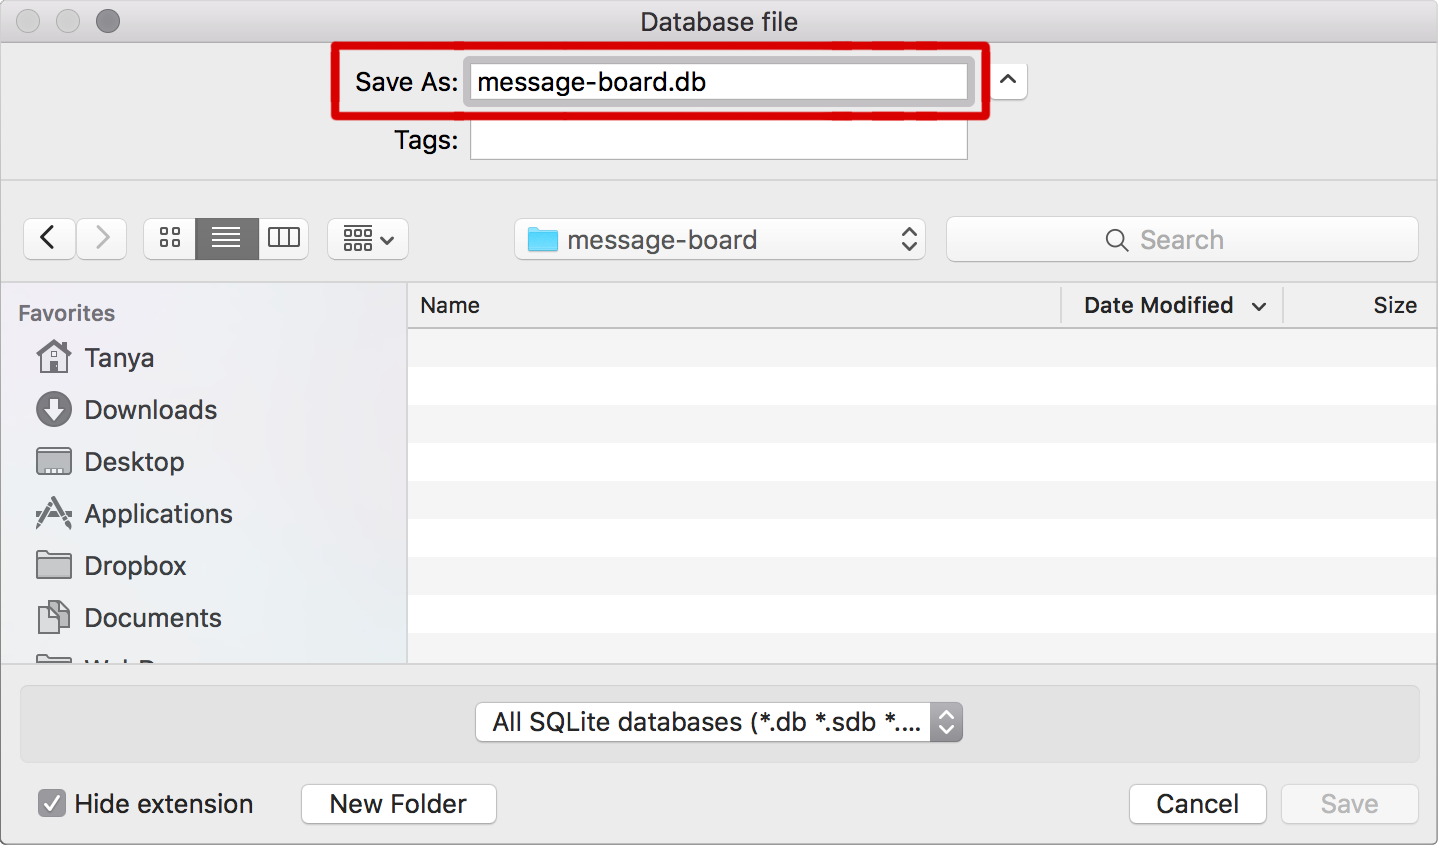 Database file
Save As: message-board.db
Tags:
message-board
Search
Favorites
Tanya
Downloads
Desktop
Applications
Dropbox
Documents
Name Date Modified Size
All SQLite databases (*.db *.sdb *....
Hide extension New Folder Cancel Save